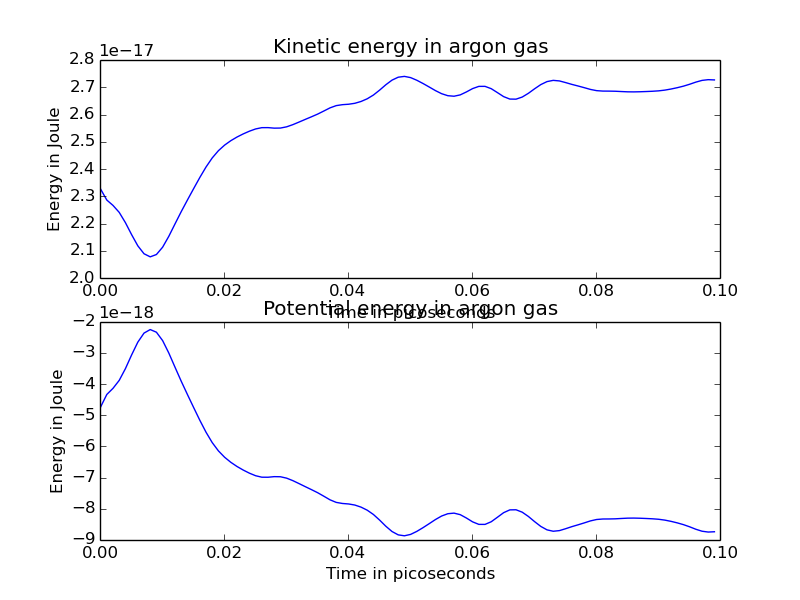 Kinetic energy in argon gas
1e−17
2.8
2.7
2.6
2.5
2.4
2.3
2.2
2.1
2.0
Energy in Joule
0.00 0.02 0.04 0.06 0.08 0.10
Time in picoseconds
Potential energy in argon gas
1e−18
−2
−3
−4
−5
−6
−7
−8
−9
Energy in Joule
0.00 0.02 0.04 0.06 0.08 0.10
Time in picoseconds